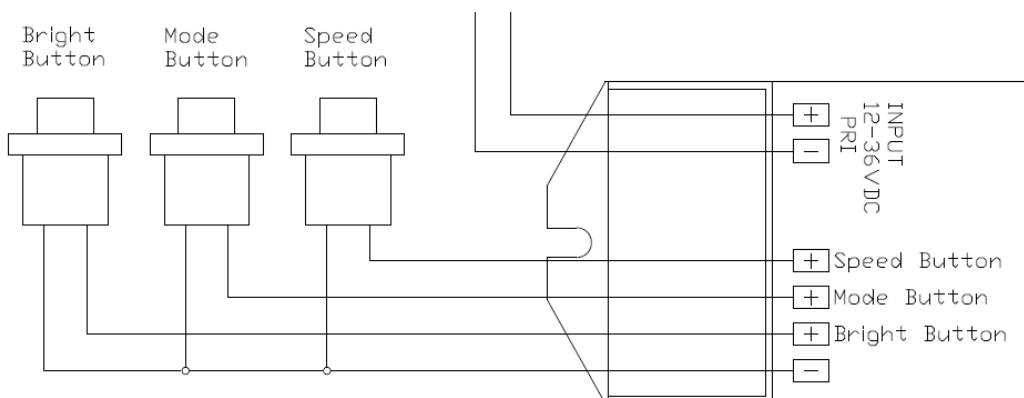 Bright
Button
Mode
Button
Speed
Button
+
-
INPUT
12-36VDC
PRI
+ Speed Button
+ Mode Button
+ Bright Button
-